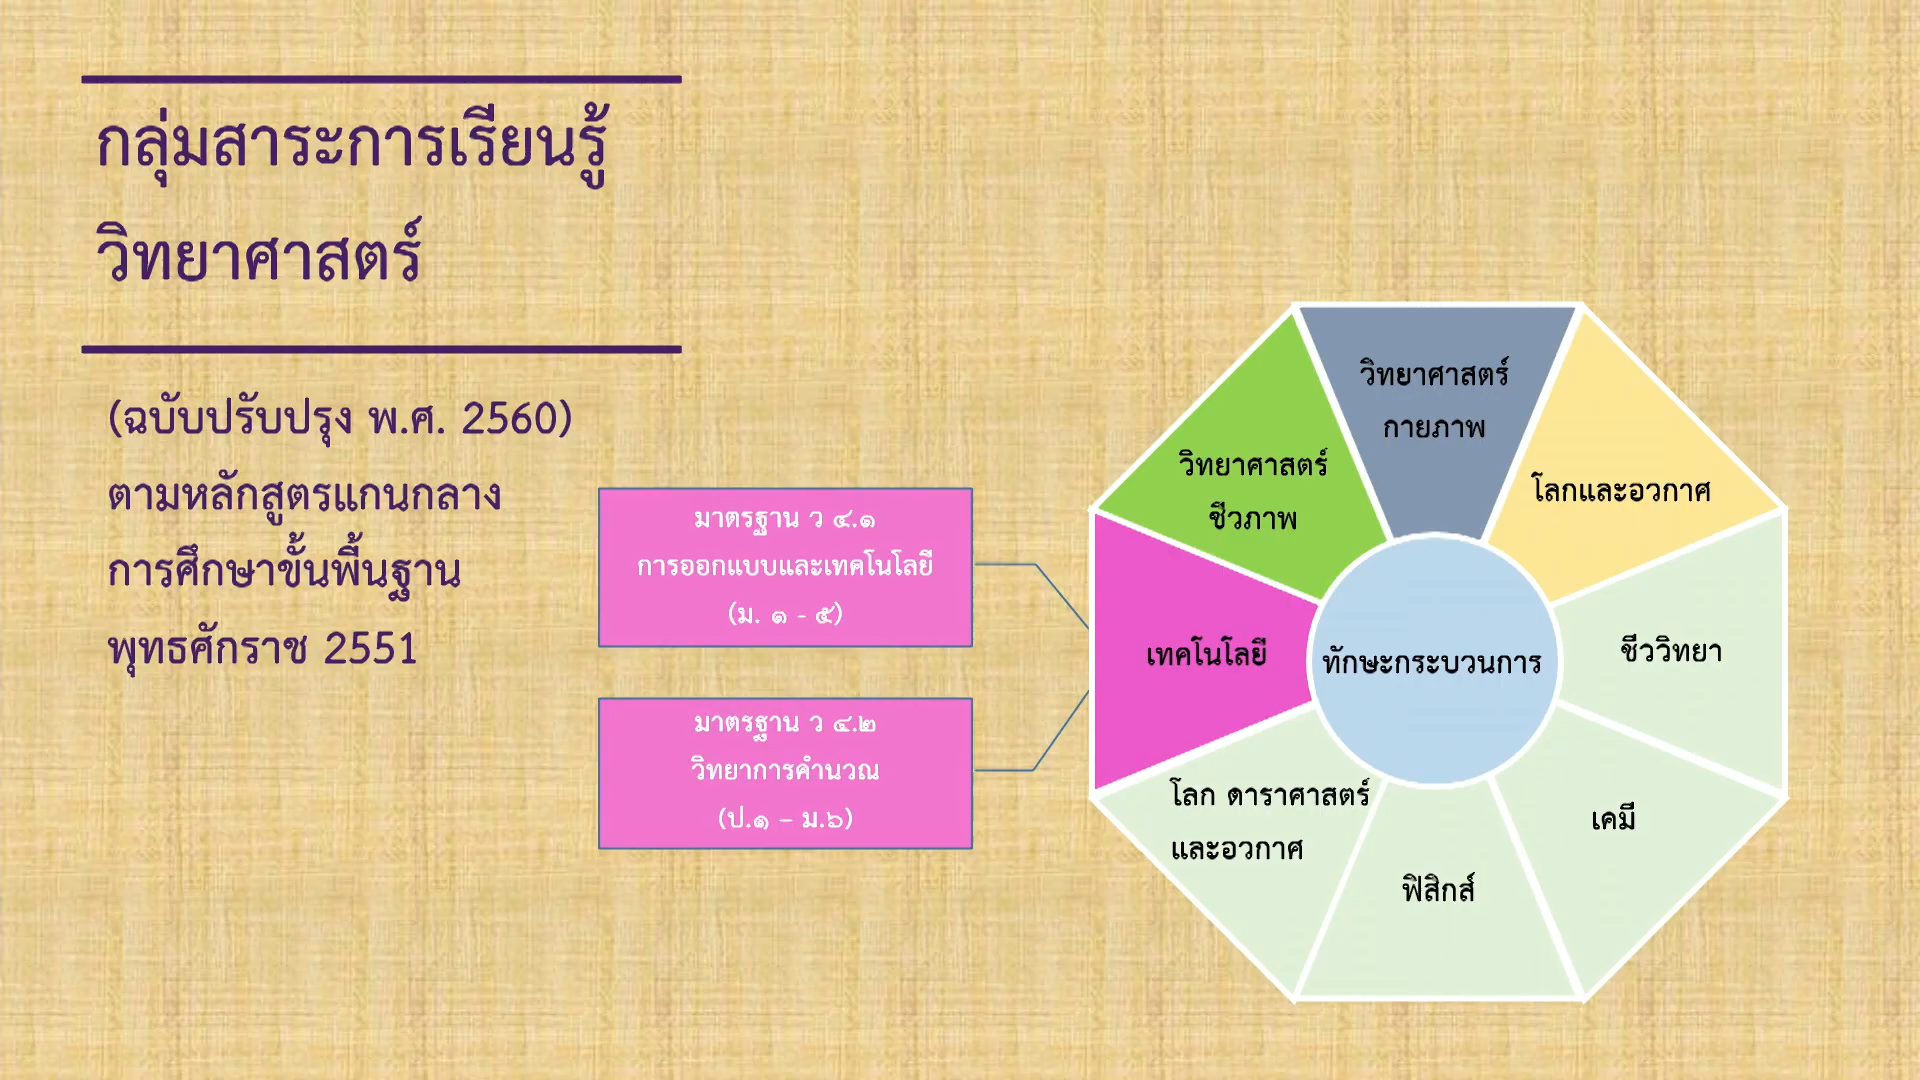 กลุ่มสาระการเรียนรู้
วิทยาศาสตร์
(ฉบับปรับปรุง พ.ศ. 2560)
ตามหลักสูตรแกนกลาง
การศึกษาขั้นพื้นฐาน
พุทธศักราช 2551
มาตรฐาน ว ๔.๑
การออกแบบและเทคโนโลยี
(ม. ๑ - ๕)
มาตรฐาน ว ๔.๒
วิทยาการคำนวณ
(ป.๑ – ม.๖)
วิทยาศาสตร์
กายภาพ
โลกและอวกาศ
ชีววิทยา
เคมี
ฟิสิกส์
โลก ดาราศาสตร์
และอวกาศ
เทคโนโลยี
วิทยาศาสตร์
ชีวภาพ
ทักษะกระบวนการ